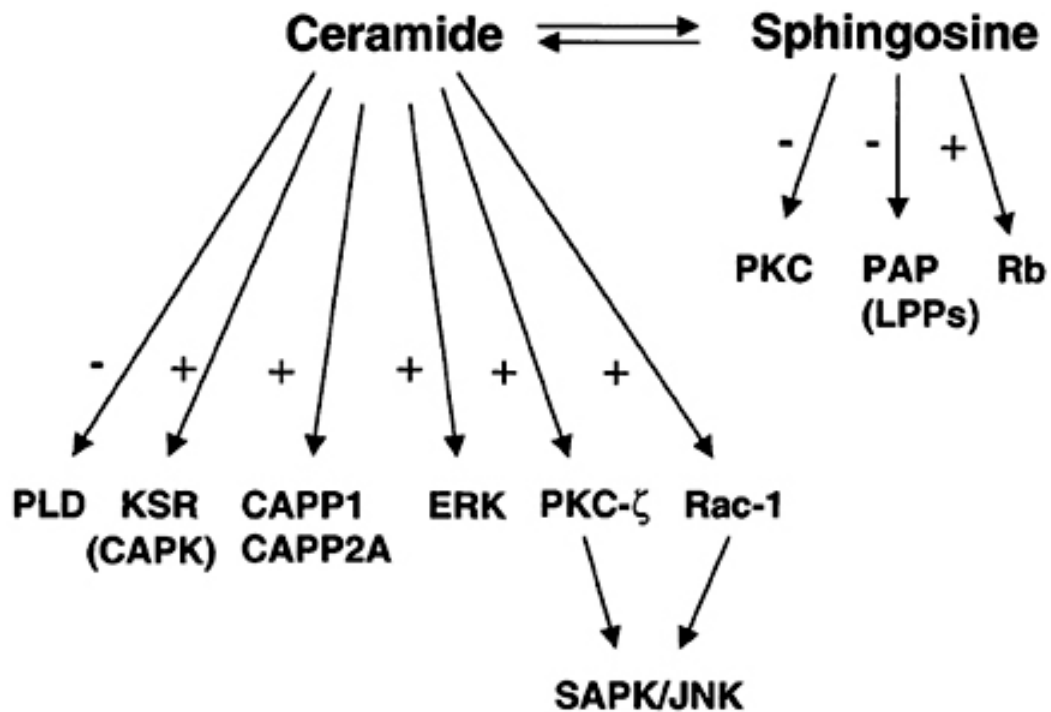 Ceramide Sphingosine
- - +
PKC PAP Rb
(LPPs)
- + + + + +
PLD KSR CAPP1 ERK PKC-ζ Rac-1
(CAPK) CAPP2A
SAPK/JNK